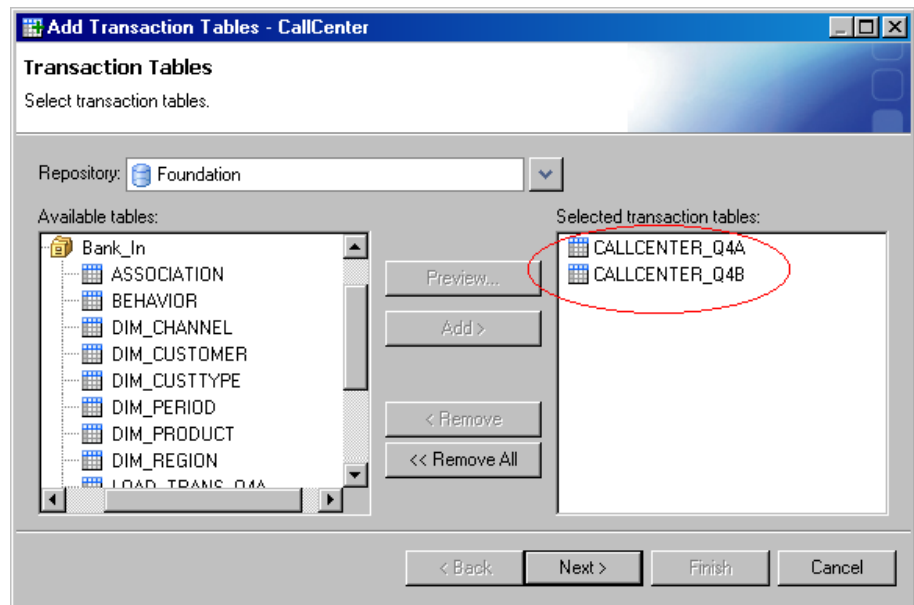 Add Transaction Tables - CallCenter
Transaction Tables
Select transaction tables.
Repository: Foundation
Available tables:
Bank_In
ASSOCIATION
BEHAVIOR
DIM_CHANNEL
DIM_CUSTOMER
DIM_CUSTTYPE
DIM_PERIOD
DIM_PRODUCT
DIM_REGION
LOAD_TRANS_Q4A
Preview...
Add >
< Remove
<< Remove All
Selected transaction tables:
CALLCENTER_Q4A
CALLCENTER_Q4B
< Back Next > Finish Cancel